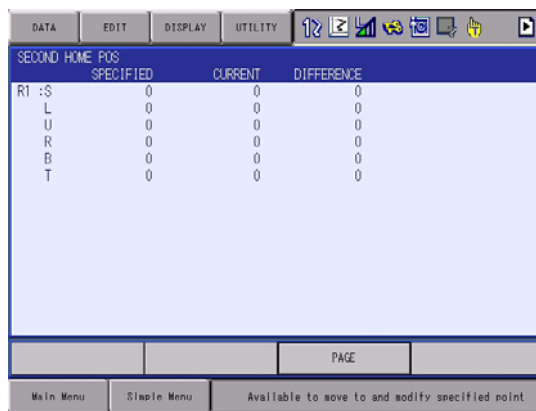 DATA EDIT DISPLAY UTILITY
SECOND HOME POS
SPECIFIED CURRENT DIFFERENCE
R1 :S 0 0 0
L 0 0 0
U 0 0 0
R 0 0 0
B 0 0 0
T 0 0 0
PAGE
Main Menu Simple Menu Available to move to and modify specified point